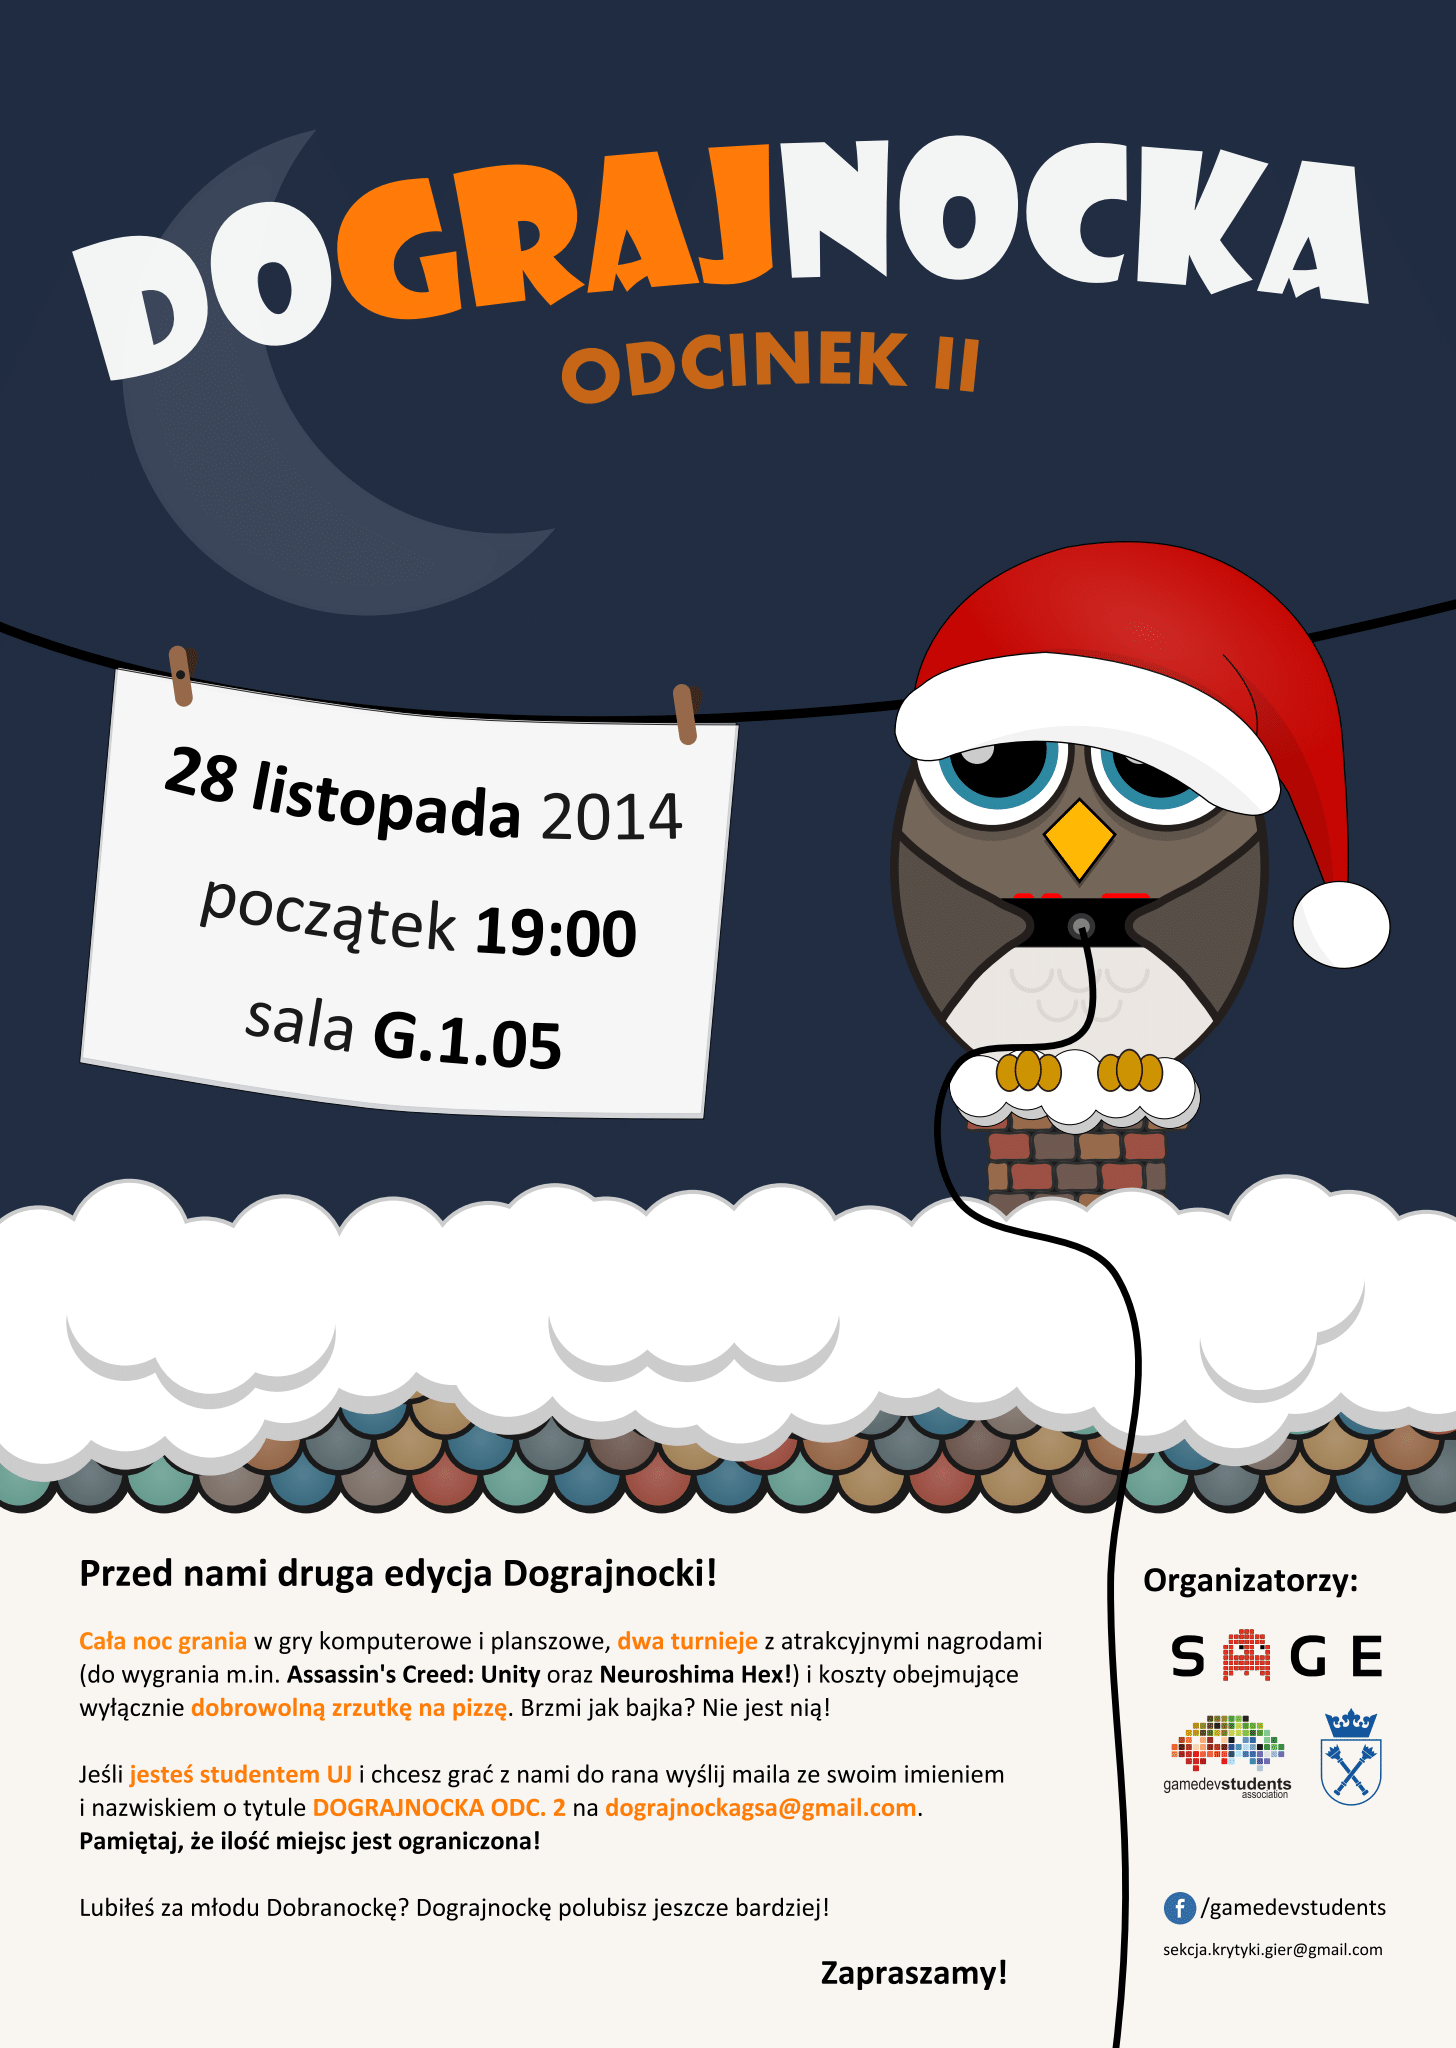 DOGRAJNOCKA
ODCINEK II
28 listopada 2014
początek 19:00
sala G.1.05
Przed nami druga edycja Dograjnocki!
Cała noc grania w gry komputerowe i planszowe, dwa turnieje z atrakcyjnymi nagrodami
(do wygrania m.in. Assassin's Creed: Unity oraz Neuroshima Hex!) i koszty obejmujące
wyłącznie dobrowolną zrzutkę na pizzę. Brzmi jak bajka? Nie jest nią!
Jeśli jesteś studentem UJ i chcesz grać z nami do rana wyślij maila ze swoim imieniem
i nazwiskiem o tytule DOGRAJNOCKA ODC. 2 na dograjnockagsa@gmail.com.
Pamiętaj, że ilość miejsc jest ograniczona!
Lubiłeś za młodu Dobranockę? Dograjnockę polubisz jeszcze bardziej!
Zapraszamy!
Organizatorzy:
SAGE
gamedevstudents
association
f /gamedevstudents
sekcja.krytyki.gier@gmail.com